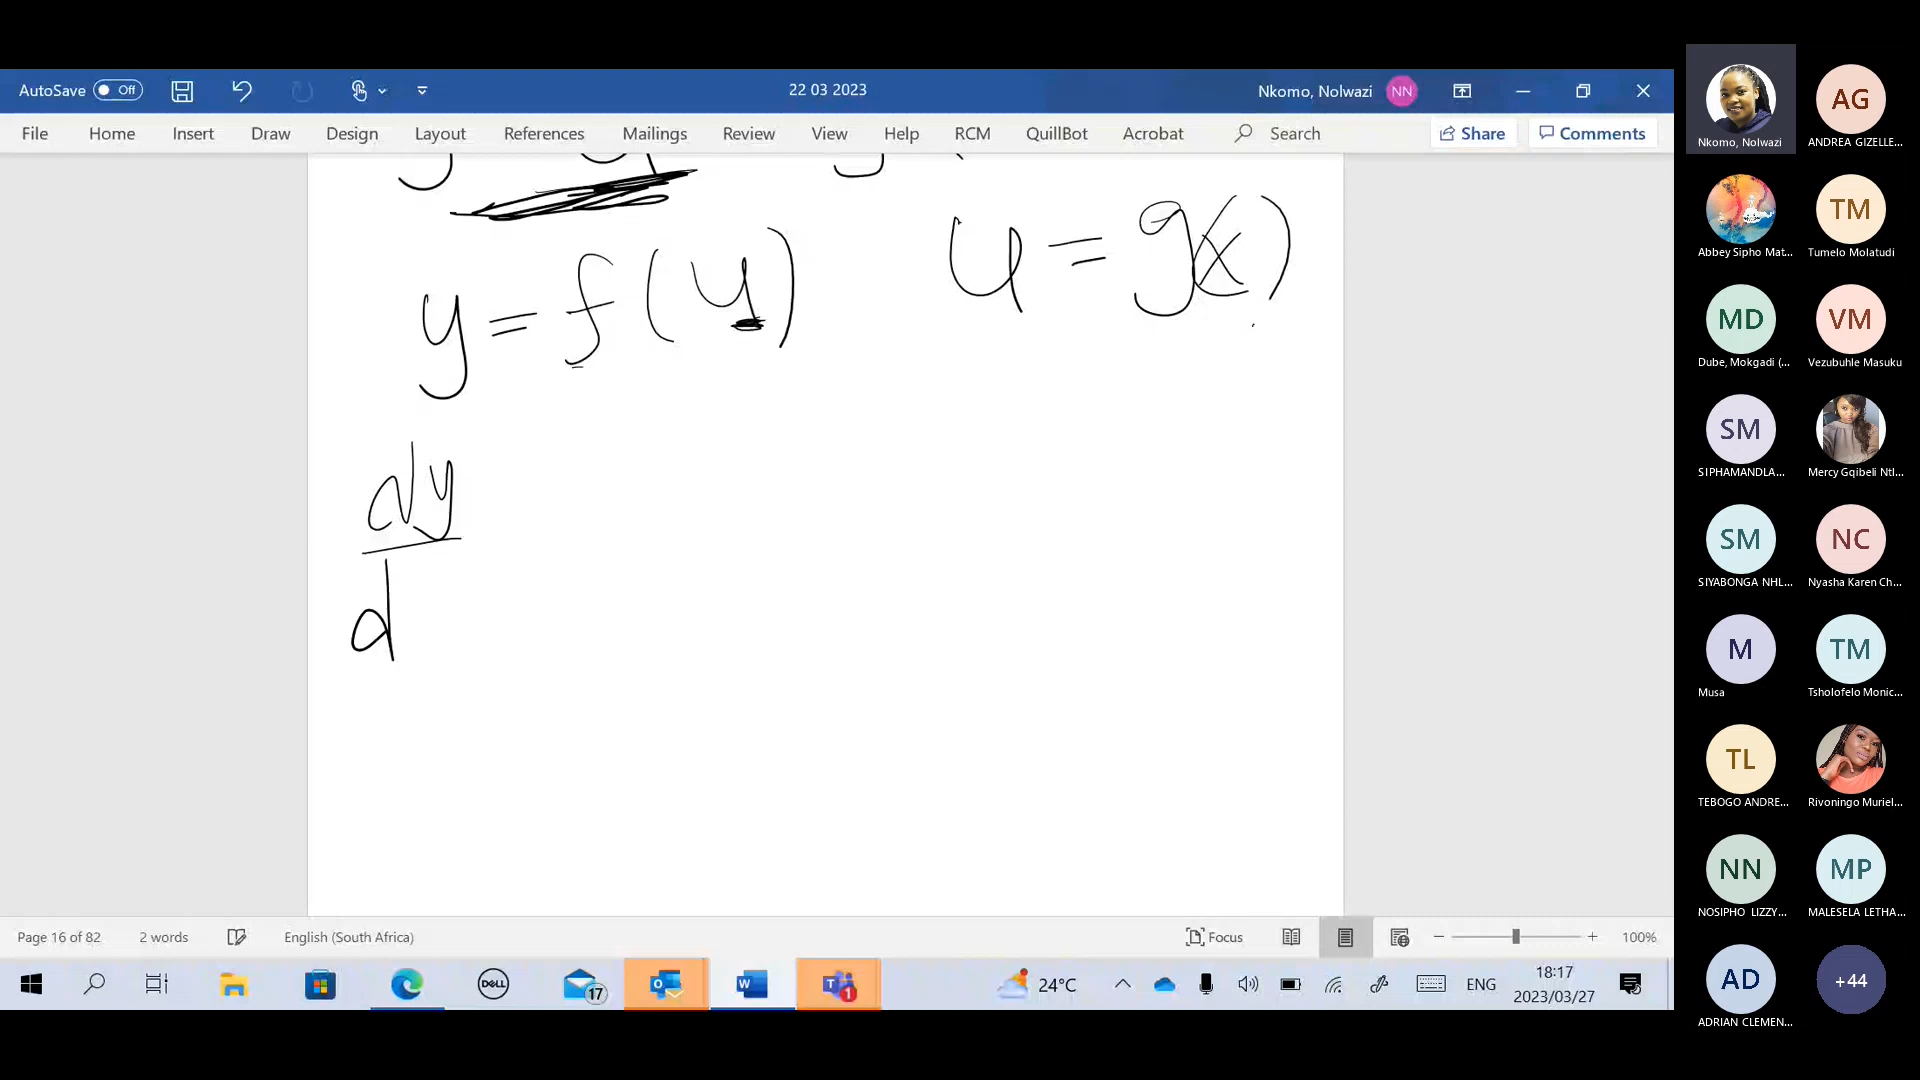 AutoSave Off 22 03 2023 Nkomo, Nolwazi NN
File Home Insert Draw Design Layout References Mailings Review View Help RCM QuillBot Acrobat Search Share Comments
u = g(x)
y = f(u)
dy
d
Page 16 of 82 2 words English (South Africa) Focus 100%
17 1 24°C ENG 18:17
2023/03/27
Nkomo, Nolwazi
AG
ANDREA GIZELLE...
Abbey Sipho Mat...
TM
Tumelo Molatudi
MD
Dube, Mokgadi (...
VM
Vezubuhle Masuku
SM
SIPHAMANDLA...
Mercy Gqibeli Ntl...
SM
SIYABONGA NHL...
NC
Nyasha Karen Ch...
M
Musa
TM
Tsholofelo Monic...
TL
TEBOGO ANDRE...
Rivoningo Muriel...
NN
NOSIPHO LIZZY...
MP
MALESELA LETHA...
AD
ADRIAN CLEMEN...
+44